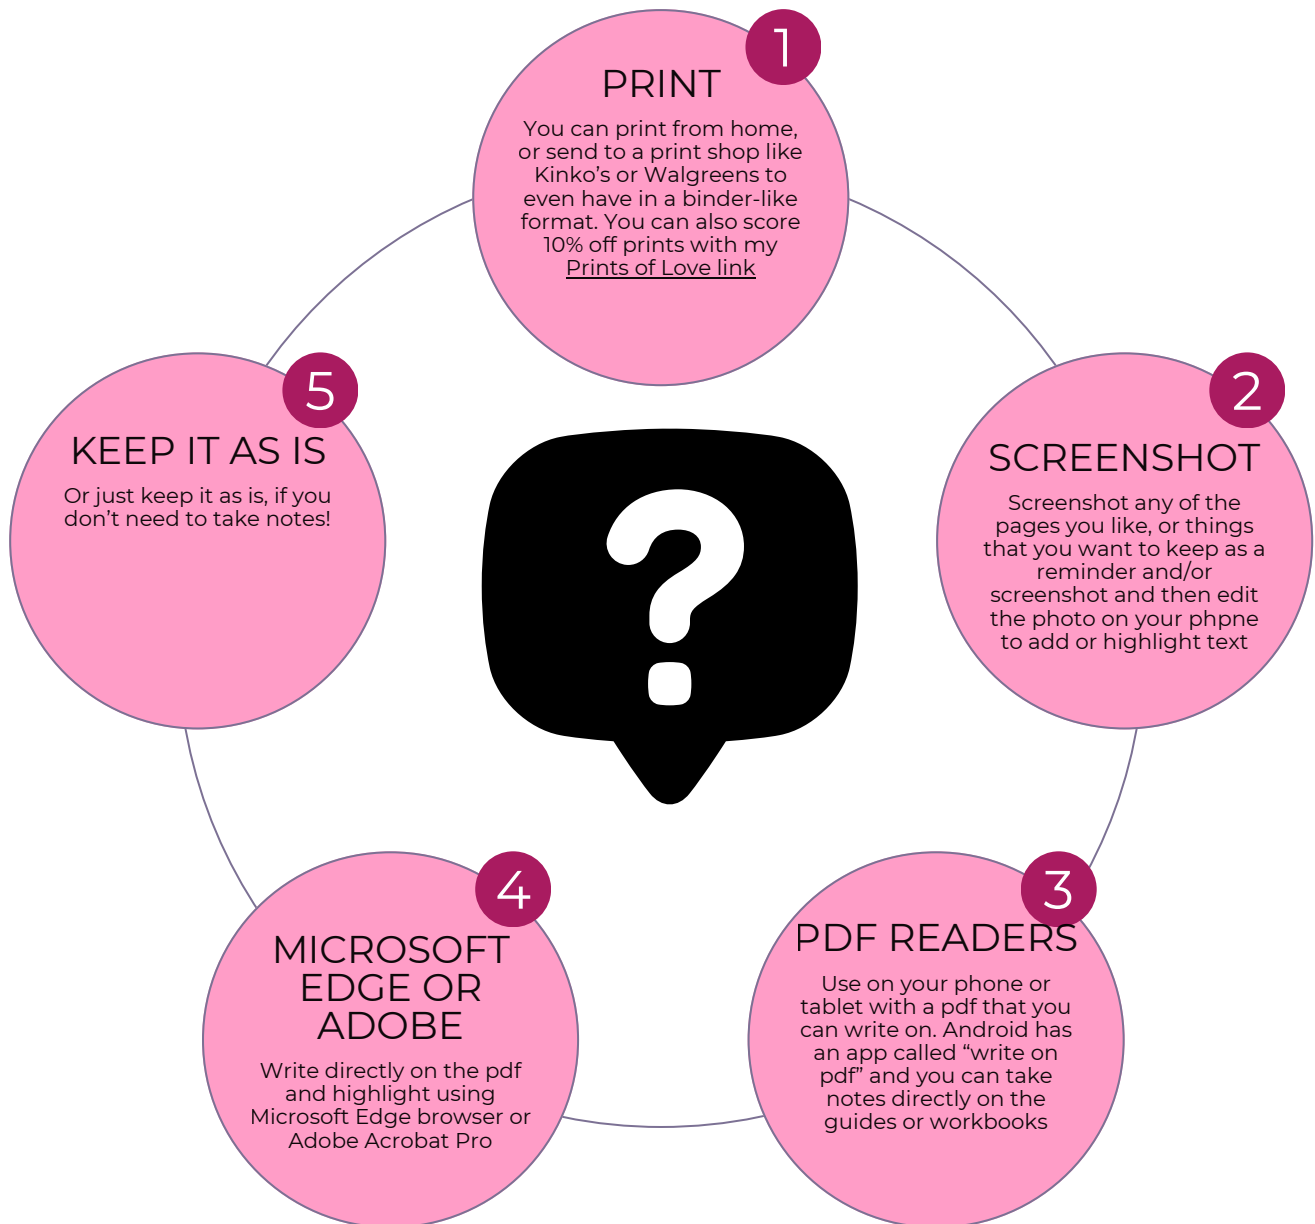 1
PRINT
You can print from home,
or send to a print shop like
Kinko's or Walgreens to
even have in a binder-like
format. You can also score
10% off prints with my
Prints of Love link
2
SCREENSHOT
Screenshot any of the
pages you like, or things
that you want to keep as a
reminder and/or
screenshot and then edit
the photo on your phpne
to add or highlight text
3
PDF READERS
Use on your phone or
tablet with a pdf that you
can write on. Android has
an app called “write on
pdf” and you can take
notes directly on the
guides or workbooks
4
MICROSOFT
EDGE OR
ADOBE
Write directly on the pdf
and highlight using
Microsoft Edge browser or
Adobe Acrobat Pro
5
KEEP IT AS IS
Or just keep it as is, if you
don't need to take notes!
?